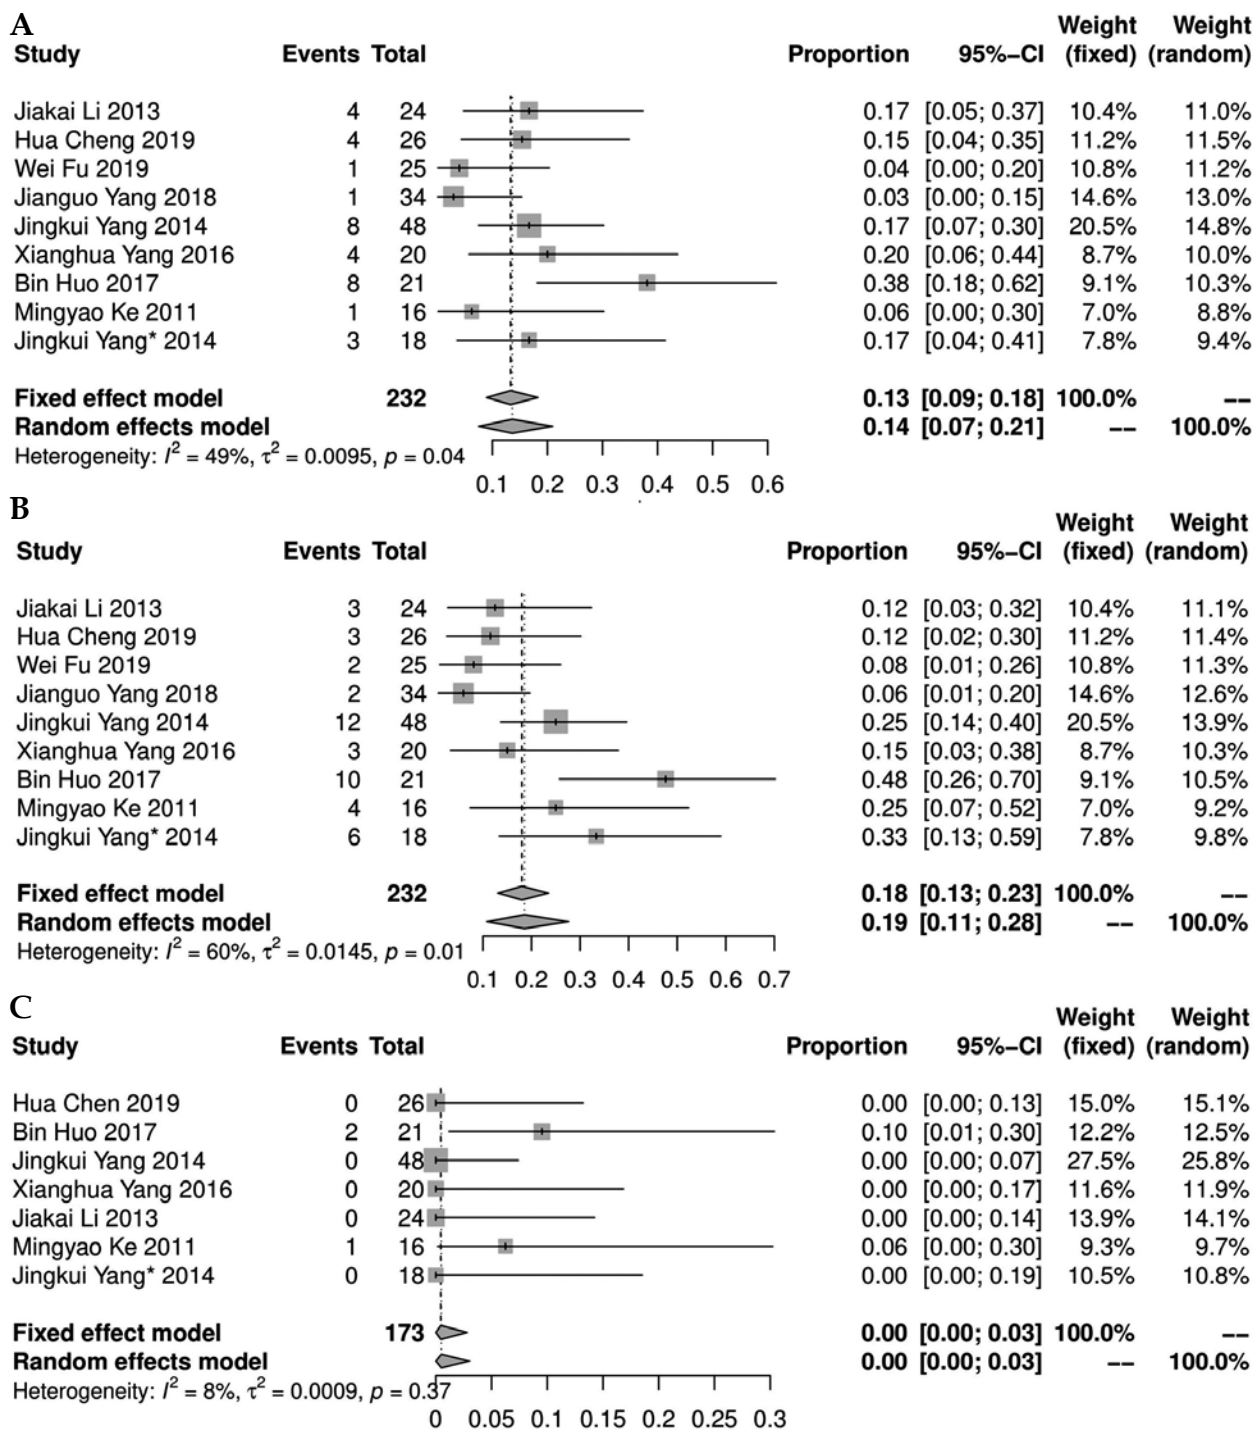 A
Weight Weight
Study Events Total Proportion 95%−CI (fixed) (random)
Jiakai Li 2013 4 24 0.17 [0.05; 0.37] 10.4% 11.0%
Hua Cheng 2019 4 26 0.15 [0.04; 0.35] 11.2% 11.5%
Wei Fu 2019 1 25 0.04 [0.00; 0.20] 10.8% 11.2%
Jianguo Yang 2018 1 34 0.03 [0.00; 0.15] 14.6% 13.0%
Jingkui Yang 2014 8 48 0.17 [0.07; 0.30] 20.5% 14.8%
Xianghua Yang 2016 4 20 0.20 [0.06; 0.44] 8.7% 10.0%
Bin Huo 2017 8 21 0.38 [0.18; 0.62] 9.1% 10.3%
Mingyao Ke 2011 1 16 0.06 [0.00; 0.30] 7.0% 8.8%
Jingkui Yang* 2014 3 18 0.17 [0.04; 0.41] 7.8% 9.4%
Fixed effect model 232 0.13 [0.09; 0.18] 100.0% −−
Random effects model 0.14 [0.07; 0.21] −− 100.0%
Heterogeneity: I² = 49%, τ² = 0.0095, p = 0.04
0.1 0.2 0.3 0.4 0.5 0.6
B
Weight Weight
Study Events Total Proportion 95%−CI (fixed) (random)
Jiakai Li 2013 3 24 0.12 [0.03; 0.32] 10.4% 11.1%
Hua Cheng 2019 3 26 0.12 [0.02; 0.30] 11.2% 11.4%
Wei Fu 2019 2 25 0.08 [0.01; 0.26] 10.8% 11.3%
Jianguo Yang 2018 2 34 0.06 [0.01; 0.20] 14.6% 12.6%
Jingkui Yang 2014 12 48 0.25 [0.14; 0.40] 20.5% 13.9%
Xianghua Yang 2016 3 20 0.15 [0.03; 0.38] 8.7% 10.3%
Bin Huo 2017 10 21 0.48 [0.26; 0.70] 9.1% 10.5%
Mingyao Ke 2011 4 16 0.25 [0.07; 0.52] 7.0% 9.2%
Jingkui Yang* 2014 6 18 0.33 [0.13; 0.59] 7.8% 9.8%
Fixed effect model 232 0.18 [0.13; 0.23] 100.0% −−
Random effects model 0.19 [0.11; 0.28] −− 100.0%
Heterogeneity: I² = 60%, τ² = 0.0145, p = 0.01
0.1 0.2 0.3 0.4 0.5 0.6 0.7
C
Weight Weight
Study Events Total Proportion 95%−CI (fixed) (random)
Hua Chen 2019 0 26 0.00 [0.00; 0.13] 15.0% 15.1%
Bin Huo 2017 2 21 0.10 [0.01; 0.30] 12.2% 12.5%
Jingkui Yang 2014 0 48 0.00 [0.00; 0.07] 27.5% 25.8%
Xianghua Yang 2016 0 20 0.00 [0.00; 0.17] 11.6% 11.9%
Jiakai Li 2013 0 24 0.00 [0.00; 0.14] 13.9% 14.1%
Mingyao Ke 2011 1 16 0.06 [0.00; 0.30] 9.3% 9.7%
Jingkui Yang* 2014 0 18 0.00 [0.00; 0.19] 10.5% 10.8%
Fixed effect model 173 0.00 [0.00; 0.03] 100.0% −−
Random effects model 0.00 [0.00; 0.03] −− 100.0%
Heterogeneity: I² = 8%, τ² = 0.0009, p = 0.37
0 0.05 0.1 0.15 0.2 0.25 0.3